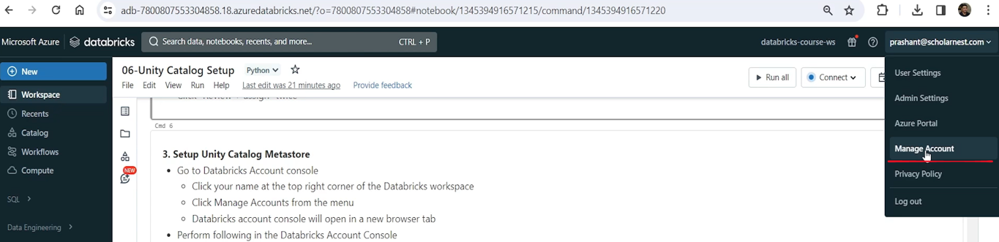 adb-7800807553304858.18.azuredatabricks.net/?o=7800807553304858#notebook/1345394916571215/command/1345394916571220
Microsoft Azure databricks Search data, notebooks, recents, and more... CTRL + P databricks-course-ws prashant@scholarnest.com
New
Workspace
Recents
Catalog
Workflows
Compute
SQL
Data Engineering
06-Unity Catalog Setup Python
File Edit View Run Help Last edit was 21 minutes ago Provide feedback
Run all Connect
NEW
Click "Review + assign" twice
Cmd 6
3. Setup Unity Catalog Metastore
Go to Databricks Account console
Click your name at the top right corner of the Databricks workspace
Click Manage Accounts from the menu
Databricks account console will open in a new browser tab
Perform following in the Databricks Account Console
User Settings
Admin Settings
Azure Portal
Manage Account
Privacy Policy
Log out